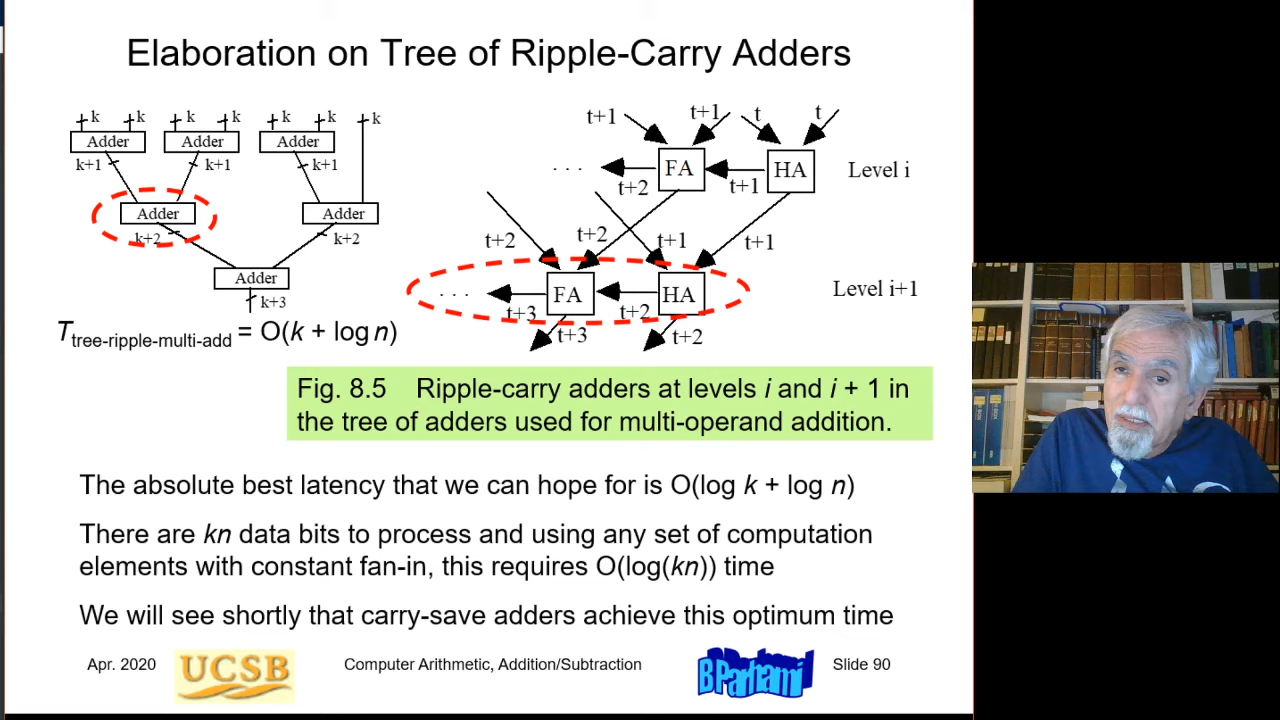 Elaboration on Tree of Ripple-Carry Adders
k k k k k k k
Adder Adder Adder
k+1 k+1 k+1
Adder Adder
k+2 k+2
Adder
k+3
T tree-ripple-multi-add = O(k + log n)
t+1 t+1 t t
. . . FA HA Level i
t+2 t+1
t+2 t+2 t+1 t+1
. . . FA HA Level i+1
t+3 t+2
t+3 t+2
Fig. 8.5 Ripple-carry adders at levels i and i + 1 in
the tree of adders used for multi-operand addition.
The absolute best latency that we can hope for is O(log k + log n)
There are kn data bits to process and using any set of computation
elements with constant fan-in, this requires O(log(kn)) time
We will see shortly that carry-save adders achieve this optimum time
Apr. 2020 UCSB Computer Arithmetic, Addition/Subtraction B Parhami Slide 90